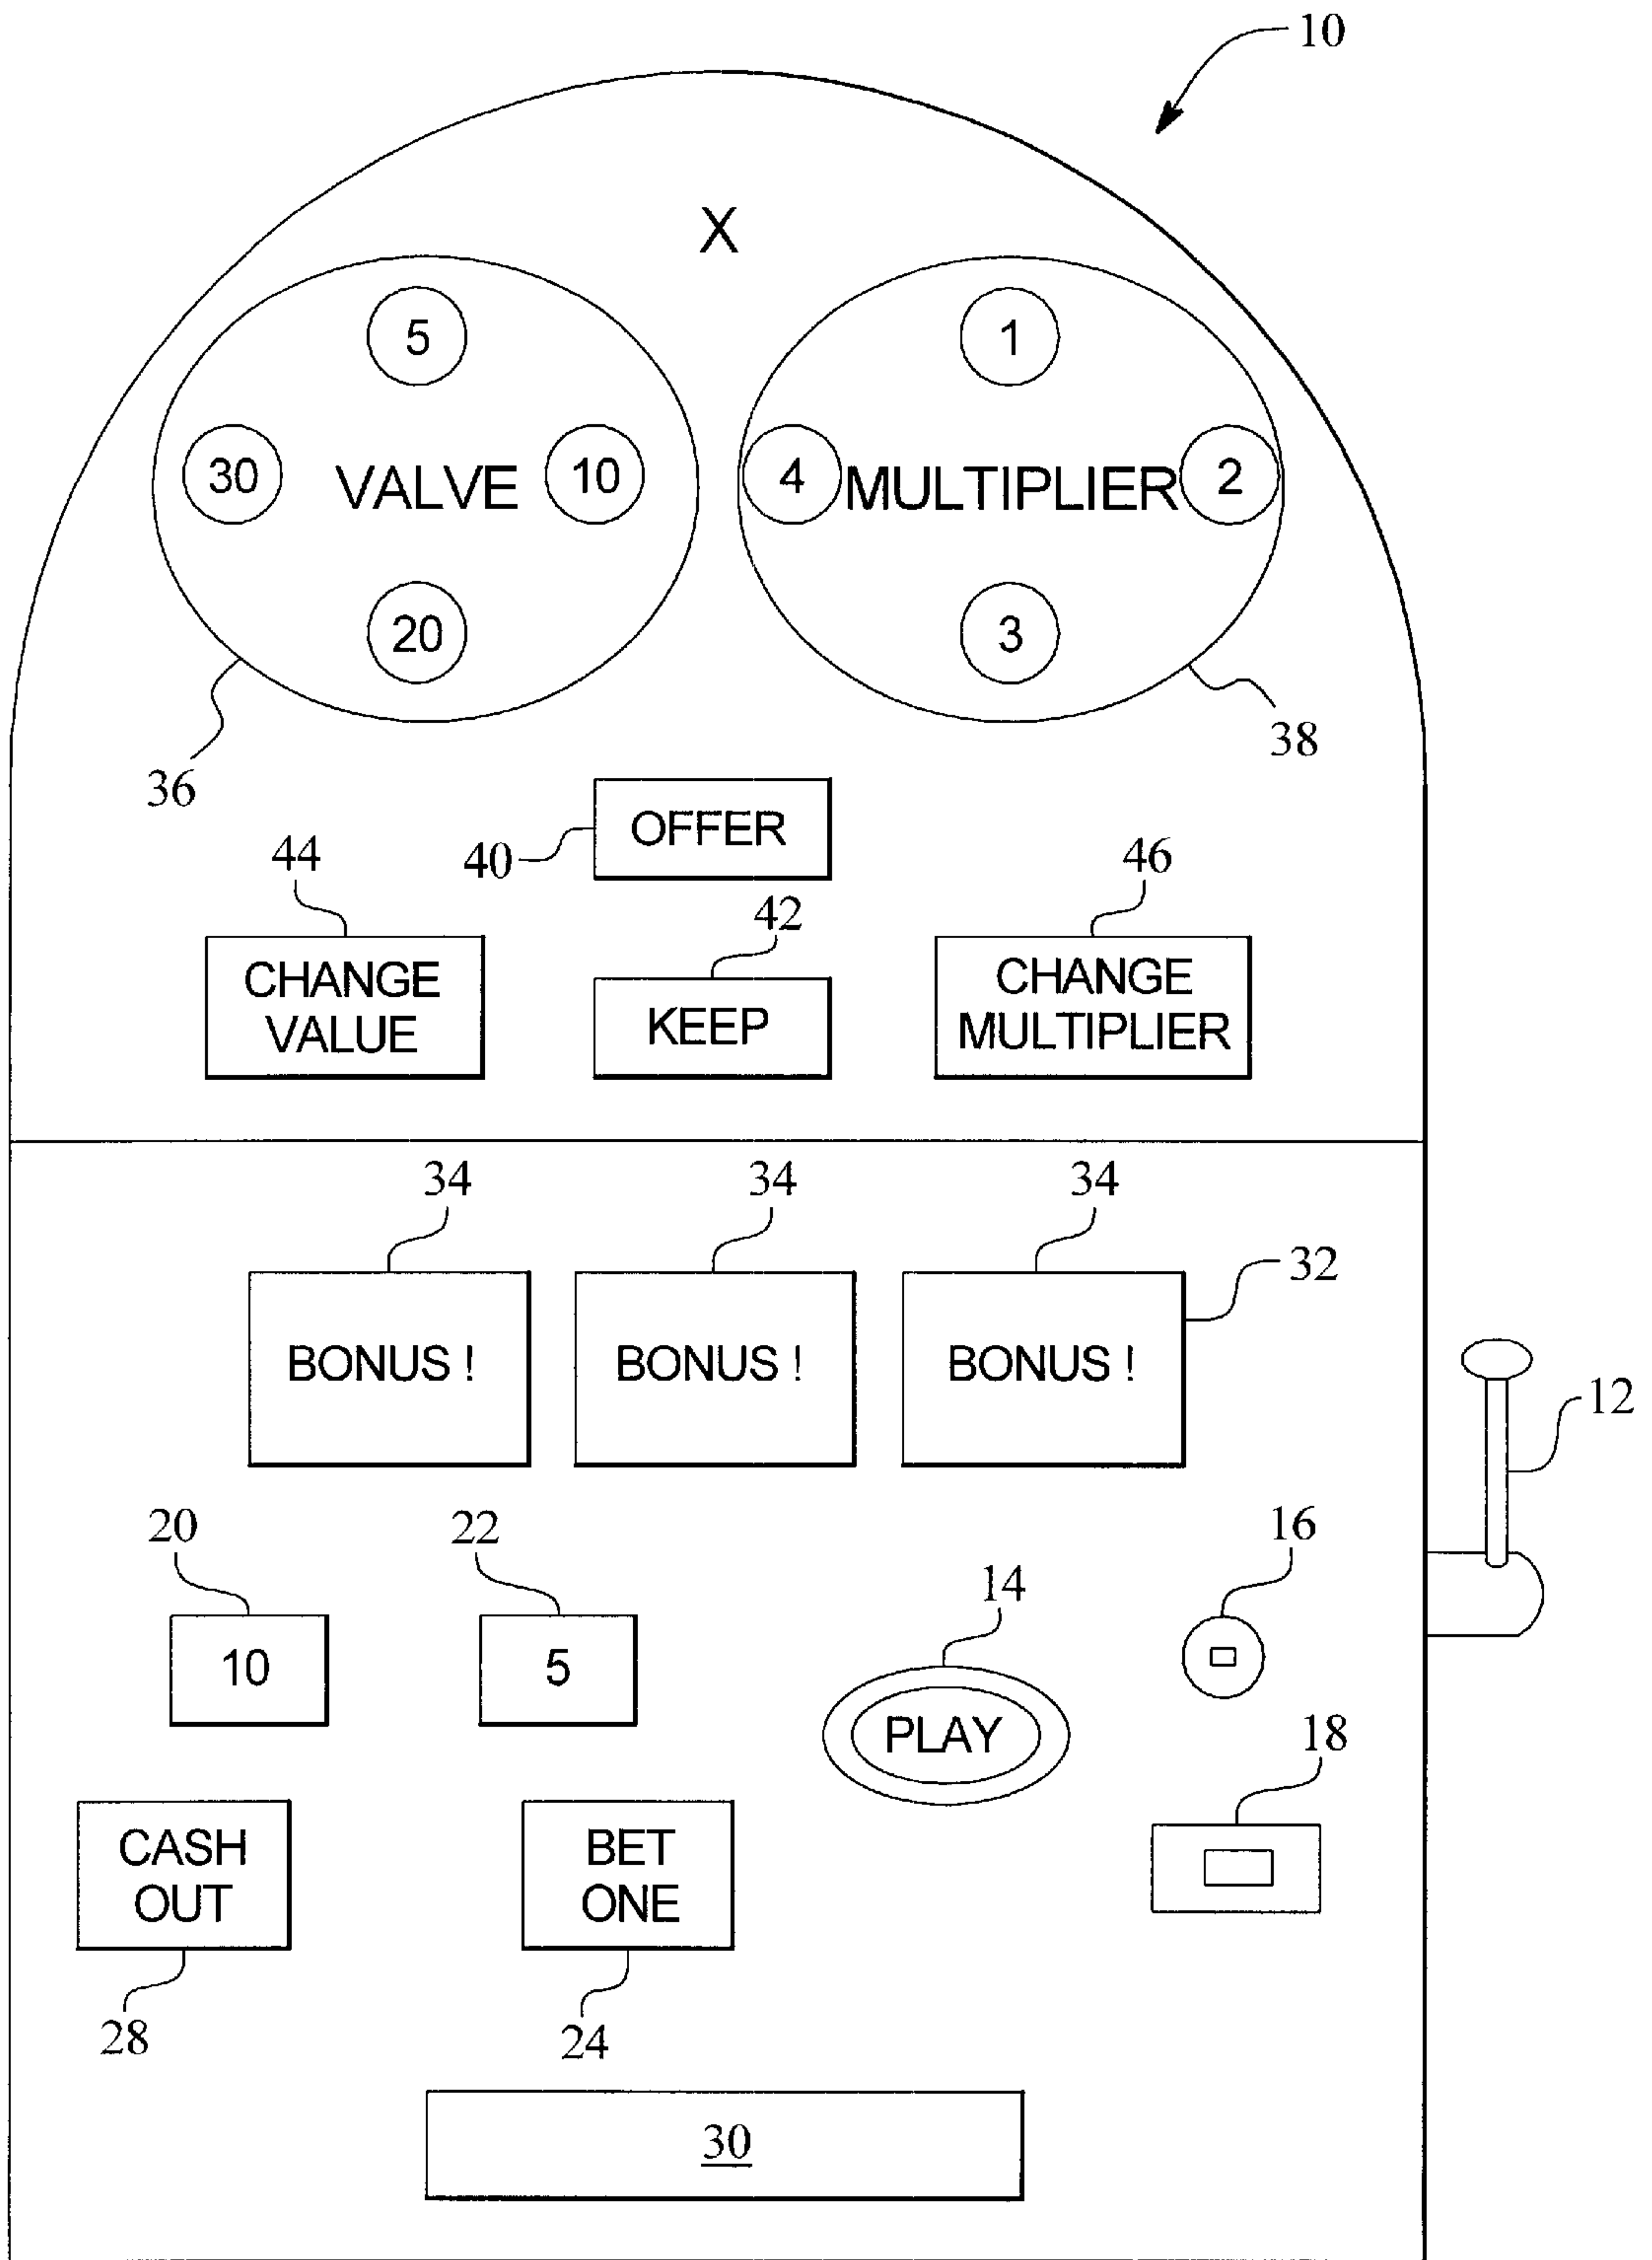 10
X
5
1
30
VALVE
10
4
MULTIPLIER
2
20
3
36
38
OFFER
40
44
46
42
CHANGE
VALUE
KEEP
CHANGE
MULTIPLIER
34
34
34
32
BONUS !
BONUS !
BONUS !
12
20
22
16
14
10
5
PLAY
18
CASH
OUT
BET
ONE
28
24
30